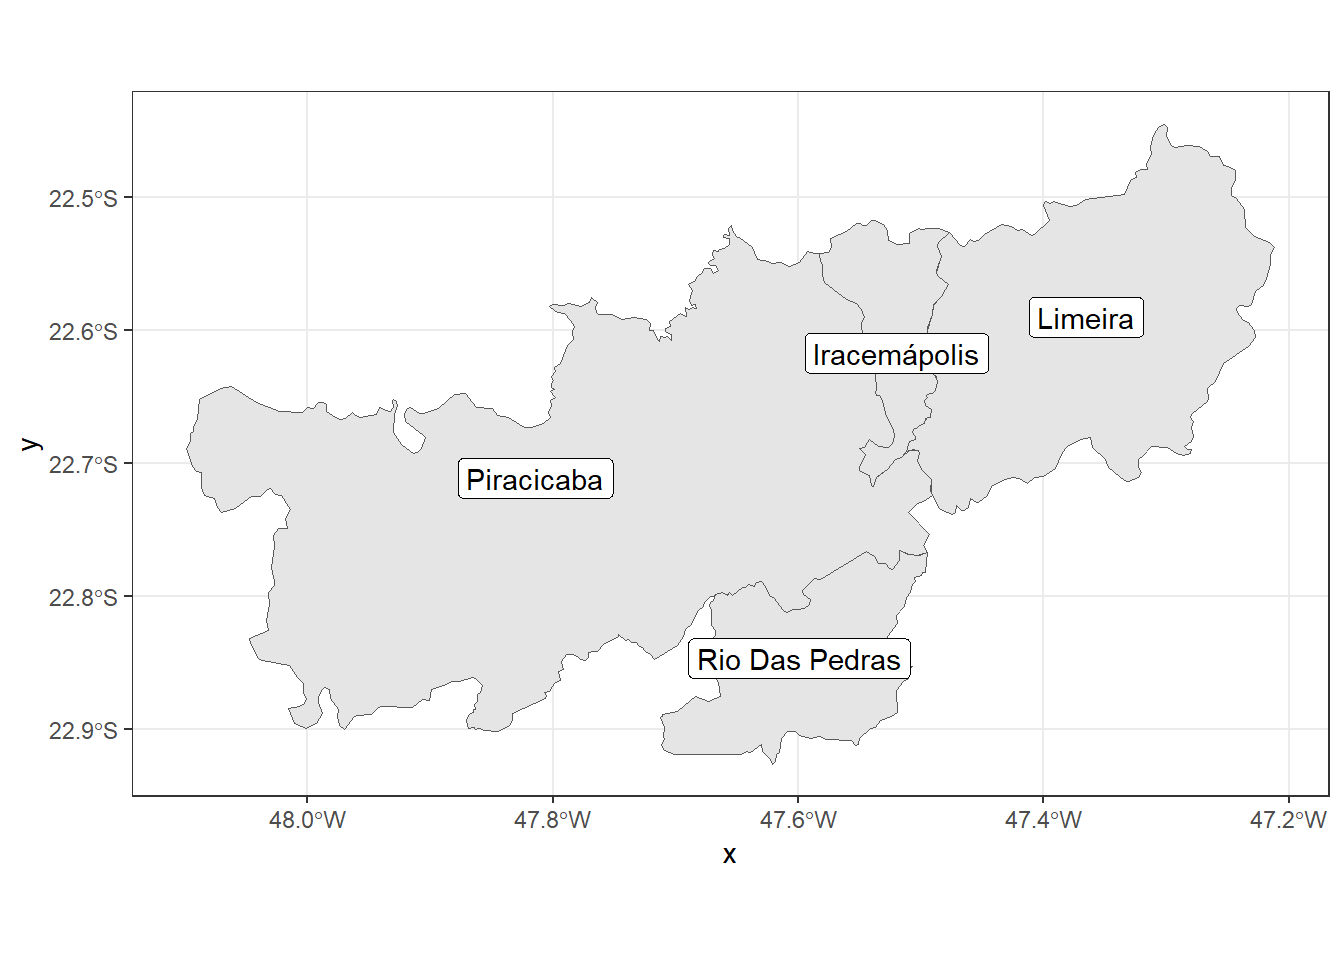 22.5°S
22.6°S
22.7°S
22.8°S
22.9°S
y
Limeira
Iracemápolis
Piracicaba
Rio Das Pedras
48.0°W
47.8°W
47.6°W
47.4°W
47.2°W
x